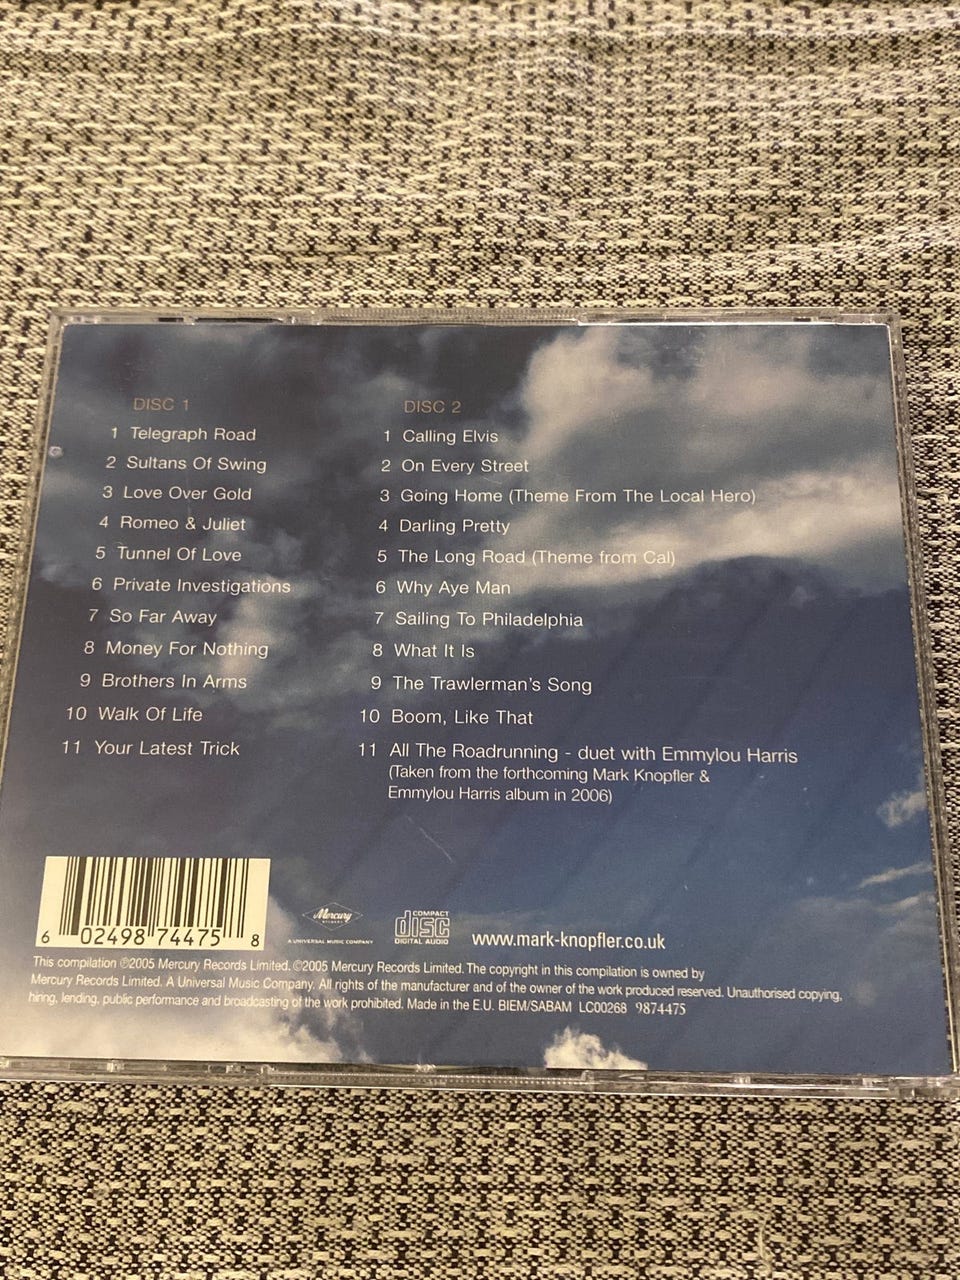 DISC 1
1 Telegraph Road
2 Sultans Of Swing
3 Love Over Gold
4 Romeo & Juliet
5 Tunnel Of Love
6 Private Investigations
7 So Far Away
8 Money For Nothing
9 Brothers In Arms
10 Walk Of Life
11 Your Latest Trick
DISC 2
1 Calling Elvis
2 On Every Street
3 Going Home (Theme From The Local Hero)
4 Darling Pretty
5 The Long Road (Theme from Cal)
6 Why Aye Man
7 Sailing To Philadelphia
8 What It Is
9 The Trawlerman's Song
10 Boom, Like That
11 All The Roadrunning - duet with Emmylou Harris
(Taken from the forthcoming Mark Knopfler &
Emmylou Harris album in 2006)
6 02498 74475 8
Mercury
RECORDS
A UNIVERSAL MUSIC COMPANY
COMPACT
disc
DIGITAL AUDIO
www.mark-knopfler.co.uk
This compilation ℗2005 Mercury Records Limited. ©2005 Mercury Records Limited. The copyright in this compilation is owned by
Mercury Records Limited. A Universal Music Company. All rights of the manufacturer and of the owner of the work produced reserved. Unauthorised copying,
hiring, lending, public performance and broadcasting of the work prohibited. Made in the E.U. BIEM/SABAM LC00268 9874475